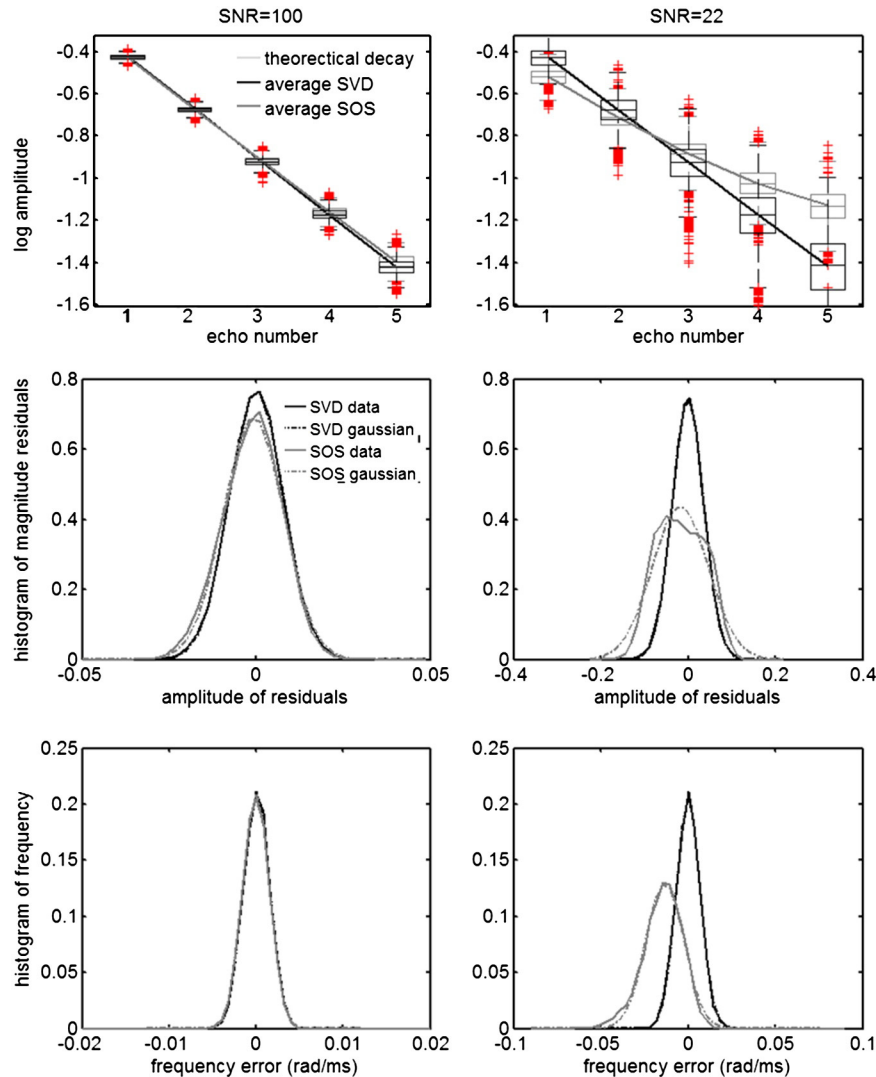 SNR=100
SNR=22
-0.4
-0.6
-0.8
-1
-1.2
-1.4
-1.6
log amplitude
theorectical decay
average SVD
average SOS
1 2 3 4 5
echo number
-0.4
-0.6
-0.8
-1
-1.2
-1.4
-1.6
1 2 3 4 5
echo number
0.8
0.6
0.4
0.2
0
histogram of magnitude residuals
SVD data
SVD gaussian
SOS data
SOS gaussian
-0.05 0 0.05
amplitude of residuals
0.8
0.6
0.4
0.2
0
-0.4 -0.2 0 0.2 0.4
amplitude of residuals
0.25
0.2
0.15
0.1
0.05
0
histogram of frequency
-0.02 -0.01 0 0.01 0.02
frequency error (rad/ms)
0.25
0.2
0.15
0.1
0.05
0
-0.1 -0.05 0 0.05 0.1
frequency error (rad/ms)